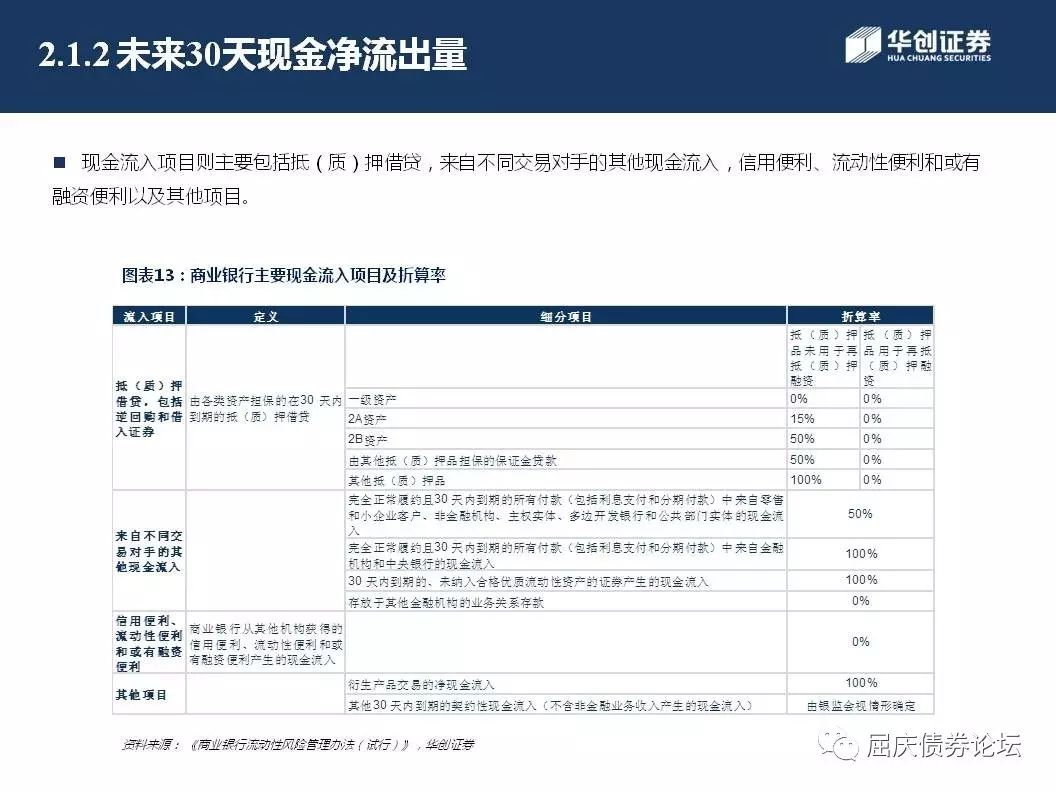 2.1.2 未来30天现金净流出量
华创证券
HUA CHUANG SECURITIES
■ 现金流入项目则主要包括抵（质）押借贷，来自不同交易对手的其他现金流入，信用便利、流动性便利和或有
融资便利以及其他项目。
图表13：商业银行主要现金流入项目及折算率
流入项目 定义 细分项目 折算率
抵（质）押
品未用于再
抵（质）押
融资
抵（质）押
品用于再抵
（质）押融
资
抵（质）押
借贷，包括
逆回购和借
入证券
由各类资产担保的在30 天内
到期的抵（质）押借贷
一级资产 0% 0%
2A资产 15% 0%
2B资产 50% 0%
由其他抵（质）押品担保的保证金贷款 50% 0%
其他抵（质）押品 100% 0%
来自不同交
易对手的其
他现金流入
完全正常履约且30 天内到期的所有付款（包括利息支付和分期付款）中来自零售
和小企业客户、非金融机构、主权实体、多边开发银行和公共部门实体的现金流
入
50%
完全正常履约且30 天内到期的所有付款（包括利息支付和分期付款）中来自金融
机构和中央银行的现金流入
100%
30 天内到期的、未纳入合格优质流动性资产的证券产生的现金流入 100%
存放于其他金融机构的业务关系存款 0%
信用便利、
流动性便利
和或有融资
便利
商业银行从其他机构获得的
信用便利、流动性便利和或
有融资便利产生的现金流入
0%
其他项目
衍生产品交易的净现金流入 100%
其他30 天内到期的契约性现金流入（不含非金融业务收入产生的现金流入） 由银监会视情形确定
资料来源：《商业银行流动性风险管理办法（试行）》，华创证券
屈庆债券论坛